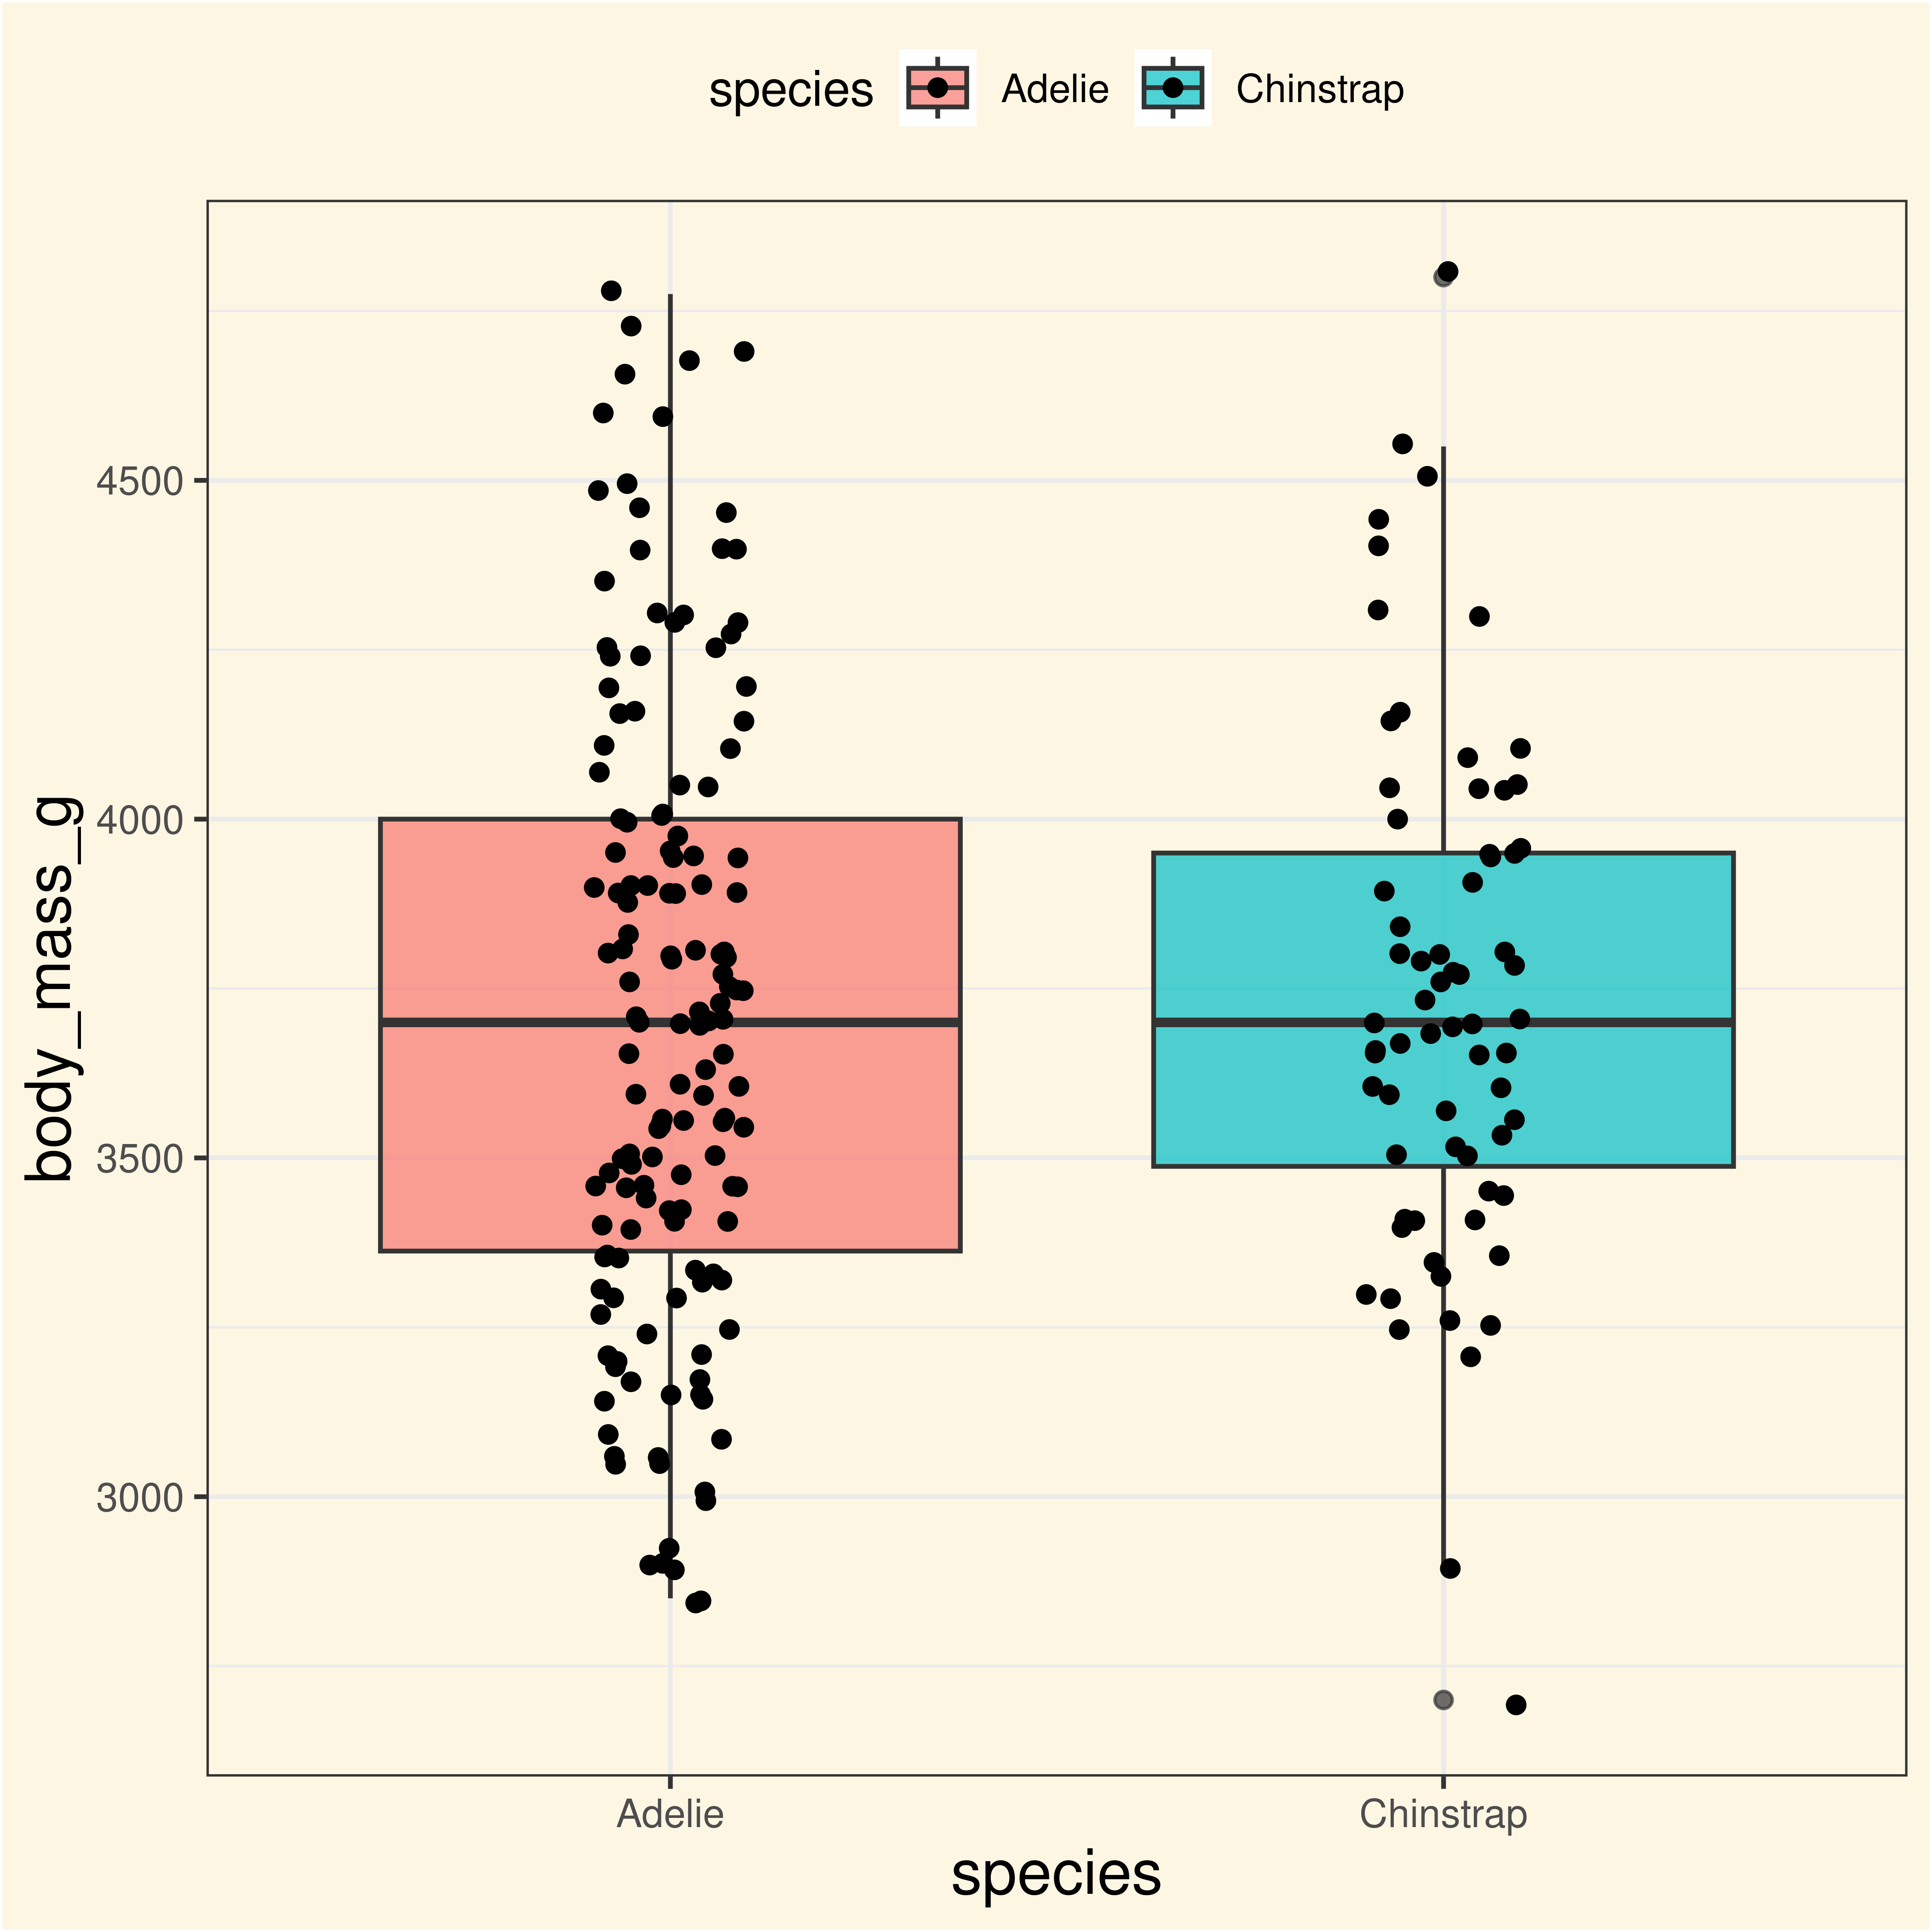 species Adelie Chinstrap
body_mass_g
4500
4000
3500
3000
Adelie Chinstrap
species